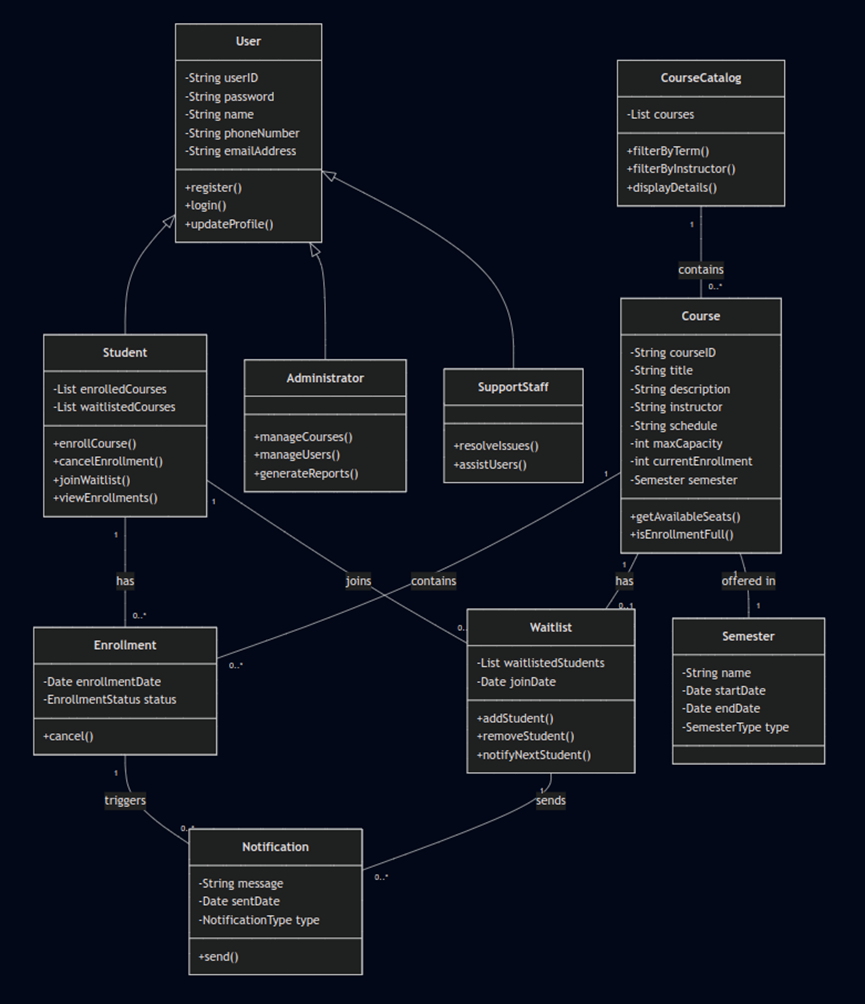 User
-String userID
-String password
-String name
-String phoneNumber
-String emailAddress
+register()
+login()
+updateProfile()
CourseCatalog
-List courses
+filterByTerm()
+filterByInstructor()
+displayDetails()
1
contains
0..*
Course
-String courseID
-String title
-String description
-String instructor
-String schedule
-int maxCapacity
-int currentEnrollment
-Semester semester
+getAvailableSeats()
+isEnrollmentFull()
Student
-List enrolledCourses
-List waitlistedCourses
+enrollCourse()
+cancelEnrollment()
+joinWaitlist()
+viewEnrollments()
Administrator
+manageCourses()
+manageUsers()
+generateReports()
SupportStaff
+resolveIssues()
+assistUsers()
1
1
1
1
1
has
joins
contains
has
offered in
0..*
0..*
0..1
1
Enrollment
-Date enrollmentDate
-EnrollmentStatus status
+cancel()
Waitlist
-List waitlistedStudents
-Date joinDate
+addStudent()
+removeStudent()
+notifyNextStudent()
Semester
-String name
-Date startDate
-Date endDate
-SemesterType type
1
triggers
1
sends
0..*
Notification
-String message
-Date sentDate
-NotificationType type
+send()